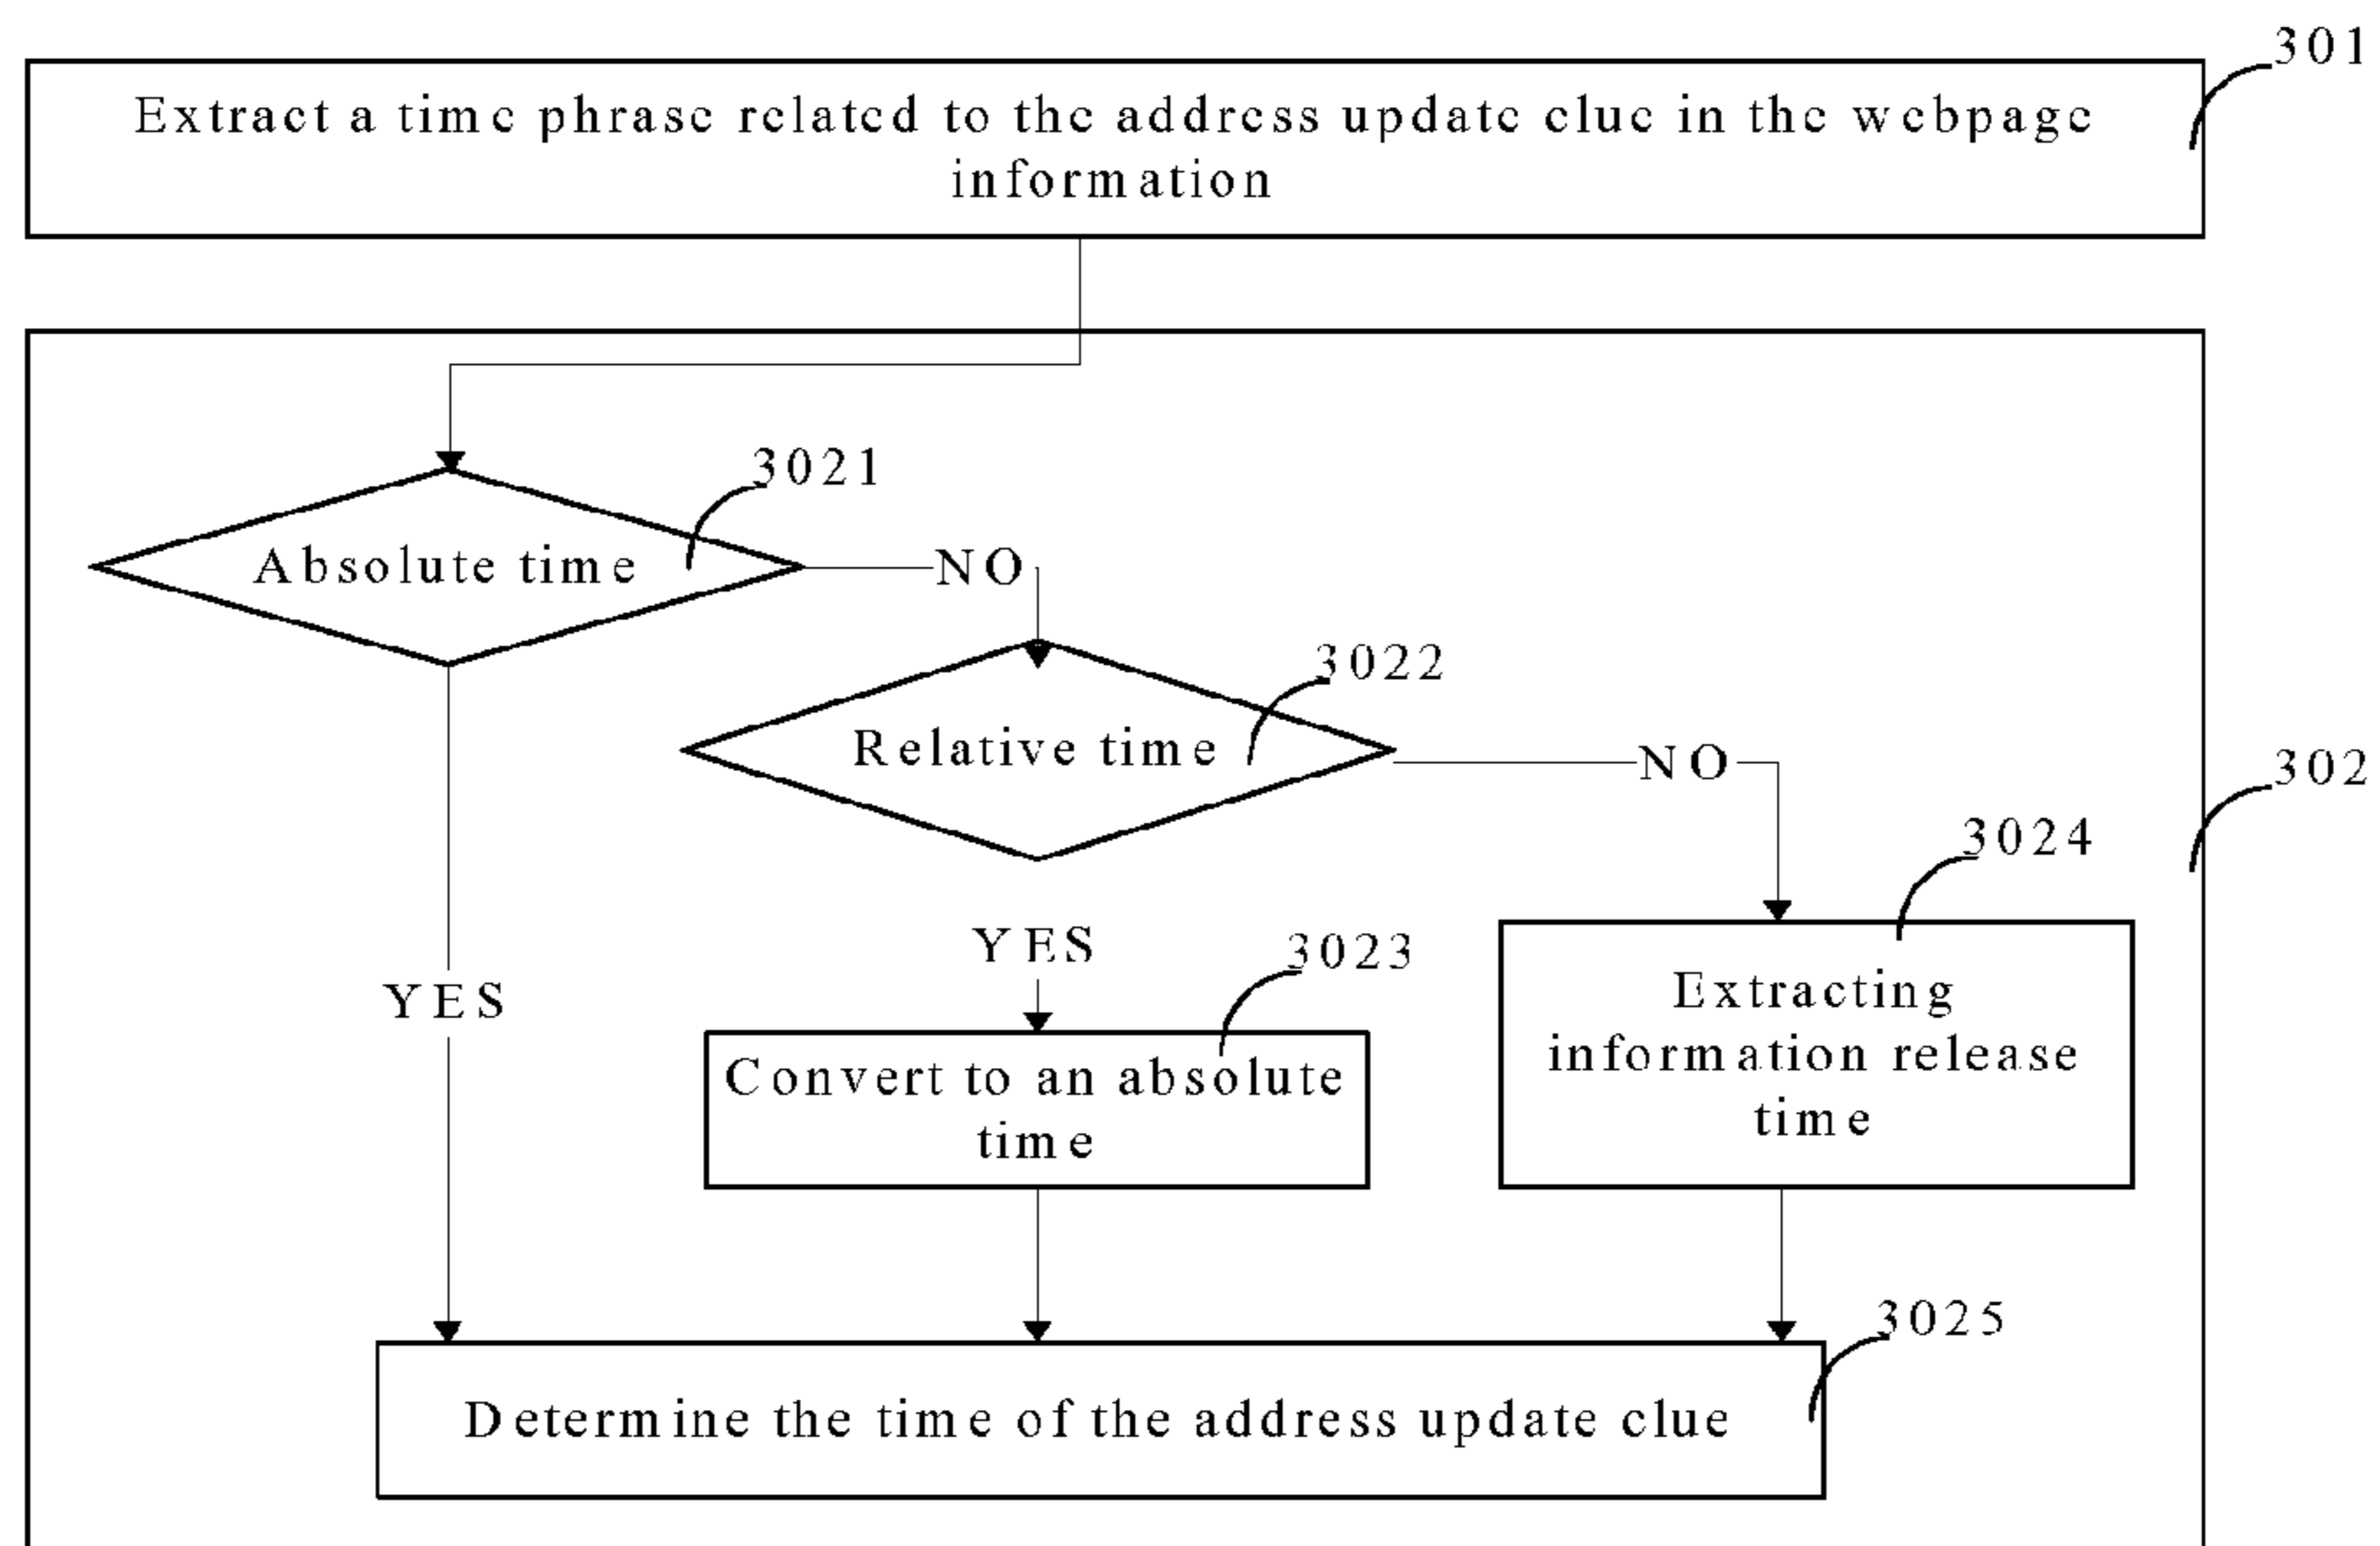 301
Extract a time phrase related to the address update clue in the webpage
information
3021
Absolute time
NO
3022
Relative time
NO
302
3024
YES
3023
Extracting
information release
time
YES
Convert to an absolute
time
3025
Determine the time of the address update clue